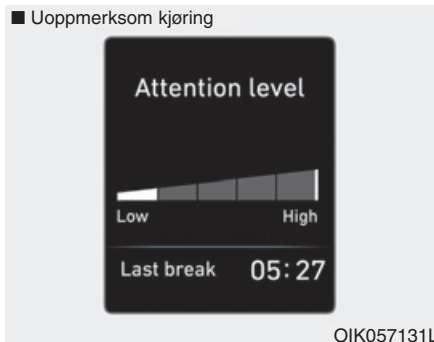 ■ Uoppmerksom kjøring
Attention level
Low High
Last break 05:27
OIK057131L